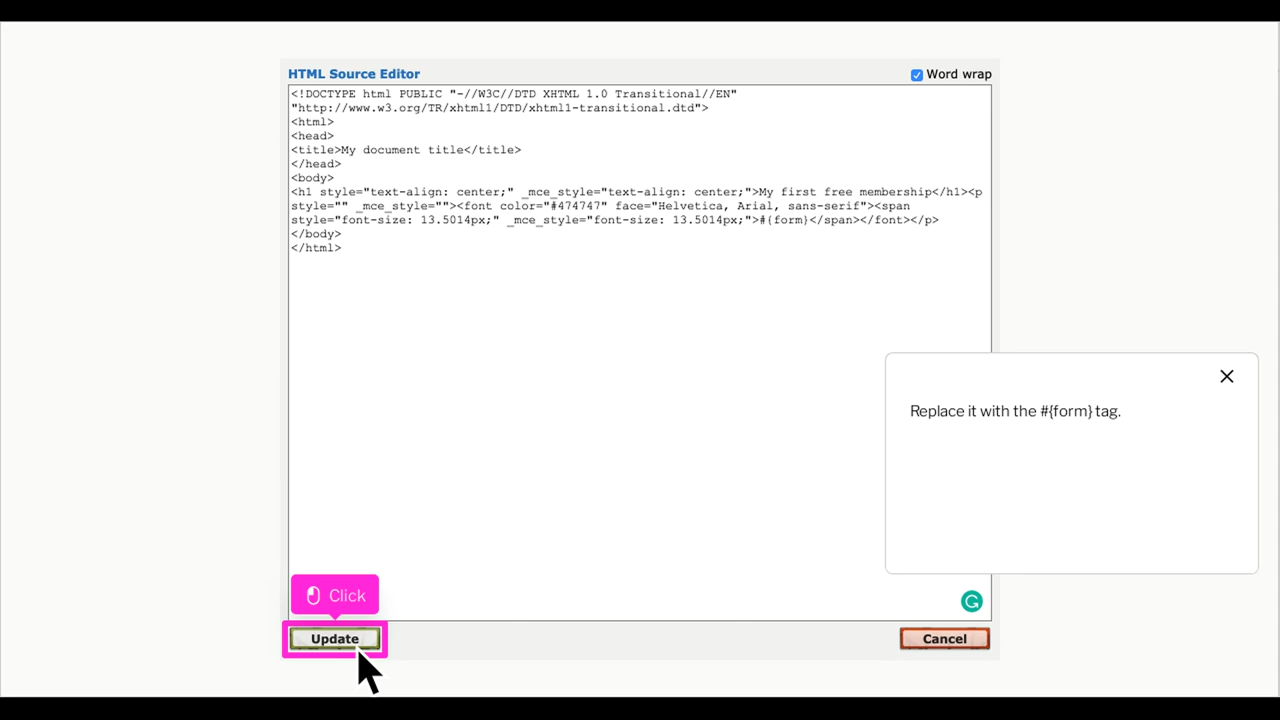 HTML Source Editor
Word wrap
<!DOCTYPE html PUBLIC "-//W3C//DTD XHTML 1.0 Transitional//EN"
"http://www.w3.org/TR/xhtml1/DTD/xhtml1-transitional.dtd">
<html>
<head>
<title>My document title</title>
</head>
<body>
<h1 style="text-align: center;" _mce_style="text-align: center;">My first free membership</h1><p
style="" _mce_style=""><font color="#474747" face="Helvetica, Arial, sans-serif"><span
style="font-size: 13.5014px;" _mce_style="font-size: 13.5014px;">#{form}</span></font></p>
</body>
</html>
Replace it with the #{form} tag.
Click
Update
Cancel